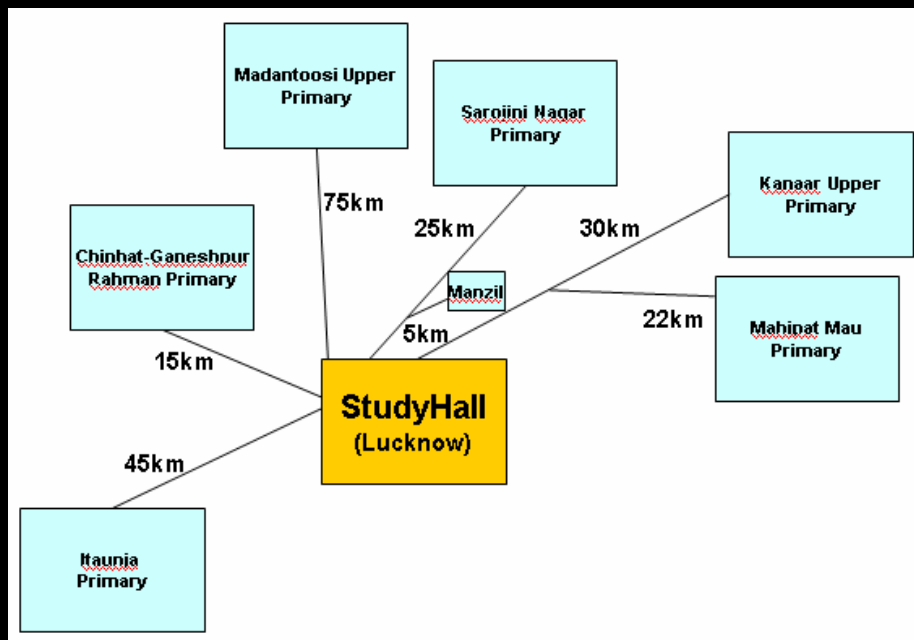 Madantoosi Upper
Primary
Sarojini Nagar
Primary
Kanaar Upper
Primary
75km
25km
30km
Chinhat-Ganeshpur
Rahman Primary
Manzil
5km
22km
Mahipat Mau
Primary
15km
StudyHall
(Lucknow)
45km
Itaunja
Primary